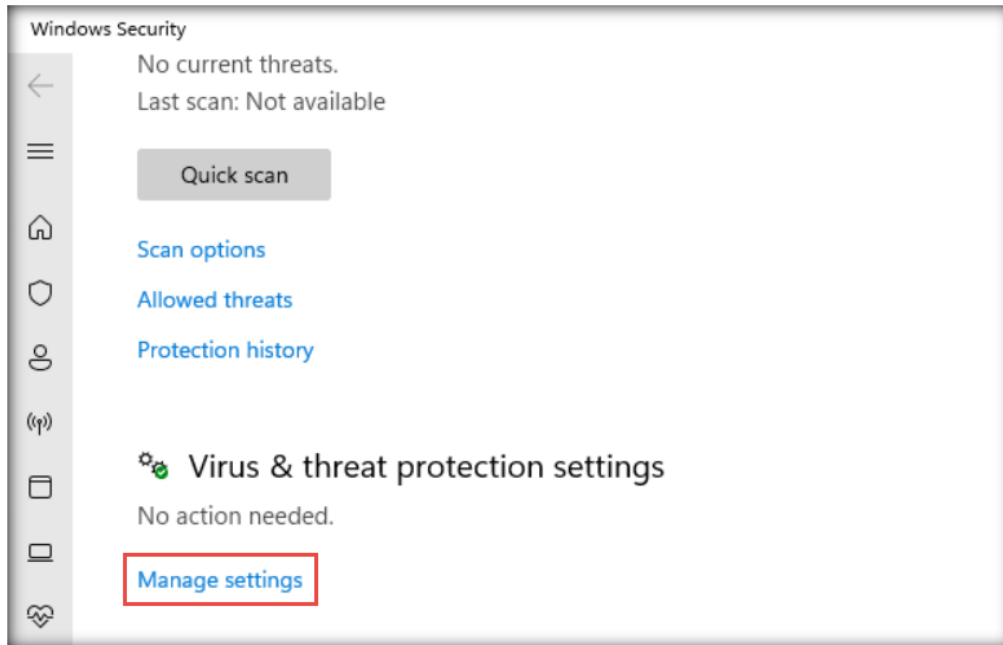 Windows Security
No current threats.
Last scan: Not available
Quick scan
Scan options
Allowed threats
Protection history
Virus & threat protection settings
No action needed.
Manage settings